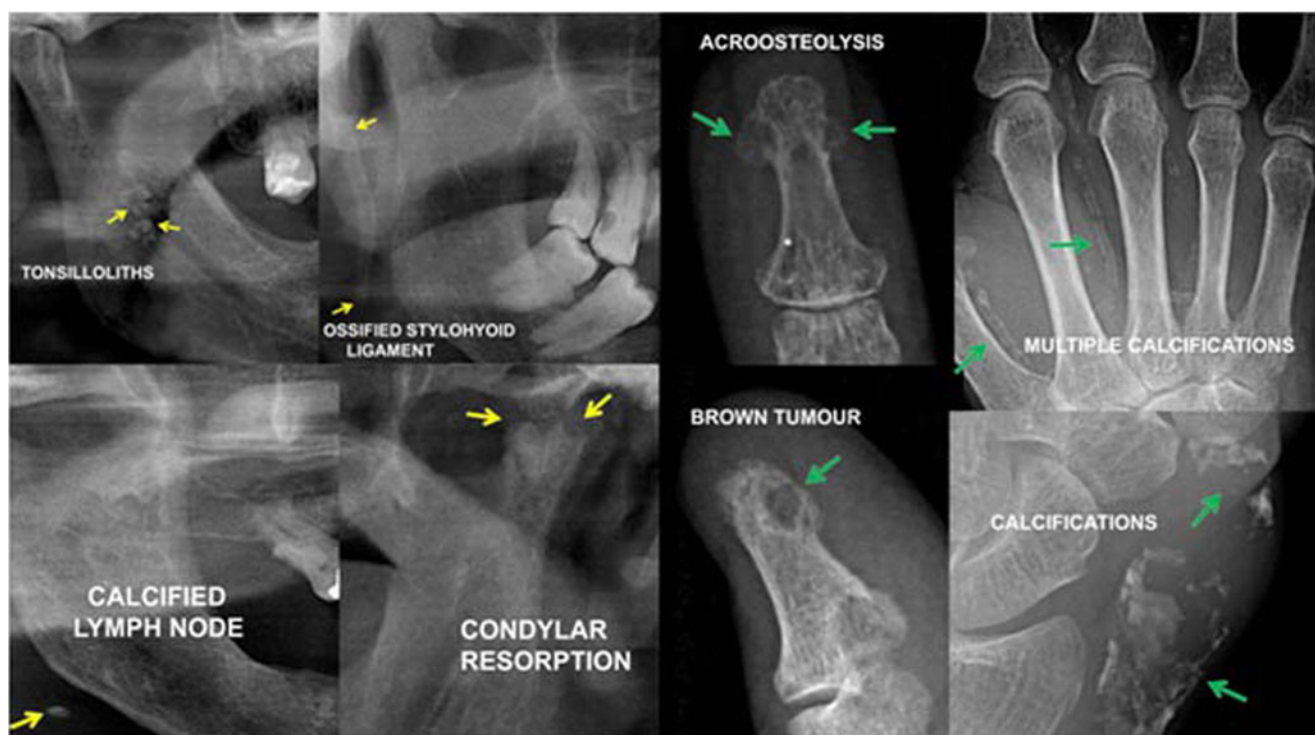 TONSILLOLITHS
OSSIFIED STYLOHYOID
LIGAMENT
ACROOSTEOLYSIS
MULTIPLE CALCIFICATIONS
CALCIFIED
LYMPH NODE
CONDYLAR
RESORPTION
BROWN TUMOUR
CALCIFICATIONS